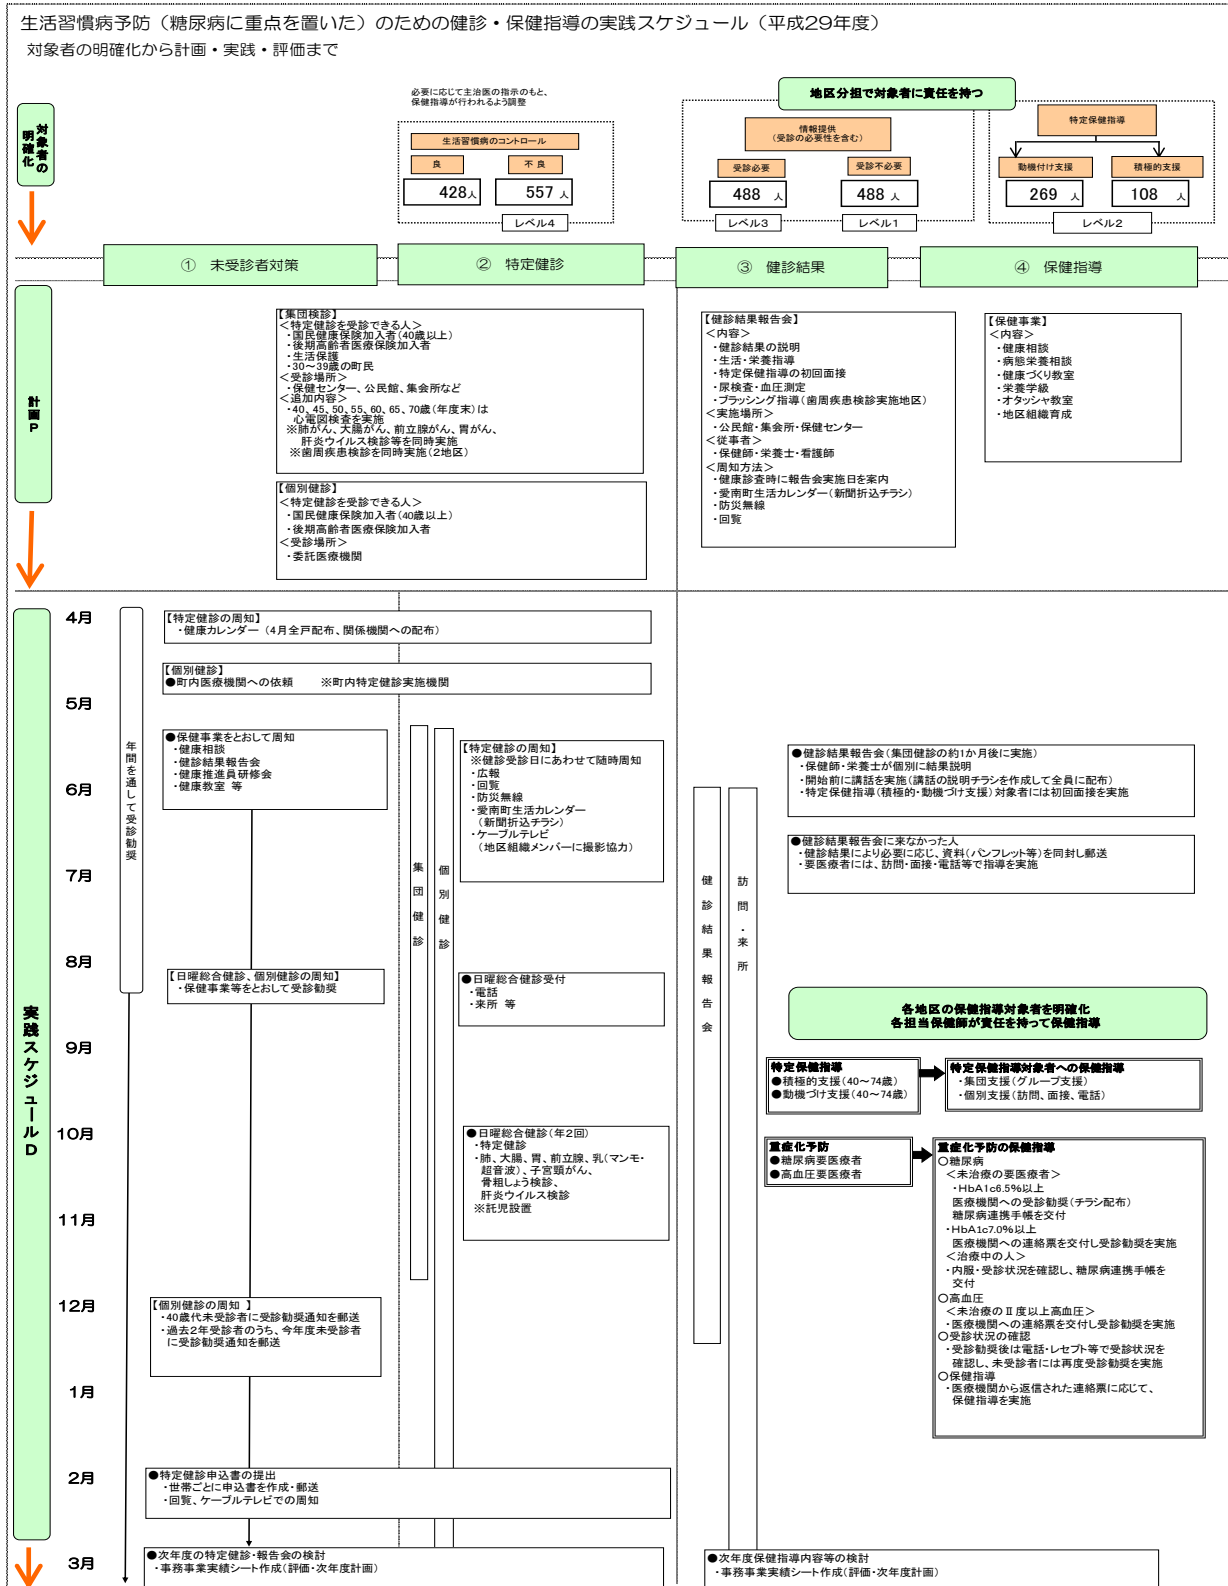 生活習慣病予防（糖尿病に重点を置いた）のための健診・保健指導の実践スケジュール（平成29年度）
対象者の明確化から計画・実践・評価まで
対象者の明確化
必要に応じて主治医の指示のもと、
保健指導が行われるよう調整
生活習慣病のコントロール
良
不 良
428人
557 人
レベル4
地区分担で対象者に責任を持つ
情報提供
（受診の必要性を含む）
受診必要
受診不必要
488 人
488 人
レベル3
レベル1
特定保健指導
動機付け支援
積極的支援
269 人
108 人
レベル2
① 未受診者対策
② 特定健診
③ 健診結果
④ 保健指導
計画P
【集団検診】
＜特定健診を受診できる人＞
・国民健康保険加入者（40歳以上）
・後期高齢者医療保険加入者
・生活保護
・30～39歳の町民
＜受診場所＞
・保健センター、公民館、集会所など
＜追加内容＞
・40、45、50、55、60、65、70歳（年度末）は
心電図検査を実施
※肺がん、大腸がん、前立腺がん、胃がん、
肝炎ウイルス検診等を同時実施
※歯周疾患検診を同時実施（2地区）
【個別健診】
＜特定健診を受診できる人＞
・国民健康保険加入者（40歳以上）
・後期高齢者医療保険加入者
＜受診場所＞
・委託医療機関
【健診結果報告会】
＜内容＞
・健診結果の説明
・生活・栄養指導
・特定保健指導の初回面接
・尿検査・血圧測定
・ブラッシング指導（歯周疾患検診実施地区）
＜実施場所＞
・公民館・集会所・保健センター
＜従事者＞
・保健師・栄養士・看護師
＜周知方法＞
・健康診査時に報告会実施日を案内
・愛南町生活カレンダー（新聞折込チラシ）
・防災無線
・回覧
【保健事業】
＜内容＞
・健康相談
・病態栄養相談
・健康づくり教室
・栄養学級
・オタッシャ教室
・地区組織育成
実践スケジュールD
4月
5月
6月
7月
8月
9月
10月
11月
12月
1月
2月
3月
年間を通して受診勧奨
【特定健診の周知】
・健康カレンダー （4月全戸配布、関係機関への配布）
【個別健診】
●町内医療機関への依頼 ※町内特定健診実施機関
●保健事業をとおして周知
・健康相談
・健診結果報告会
・健康推進員研修会
・健康教室 等
【日曜総合健診、個別健診の周知】
・保健事業等をとおして受診勧奨
【個別健診の周知 】
・40歳代未受診者に受診勧奨通知を郵送
・過去2年受診者のうち、今年度未受診者
に受診勧奨通知を郵送
●特定健診申込書の提出
・世帯ごとに申込書を作成・郵送
・回覧、ケーブルテレビでの周知
●次年度の特定健診・報告会の検討
・事務事業実績シート作成（評価・次年度計画）
集団健診
個別健診
【特定健診の周知】
※健診受診日にあわせて随時周知
・広報
・回覧
・防災無線
・愛南町生活カレンダー
（新聞折込チラシ）
・ケーブルテレビ
（地区組織メンバーに撮影協力）
●日曜総合健診受付
・電話
・来所 等
●日曜総合健診（年2回）
・特定健診
・肺、大腸、胃、前立腺、乳（マンモ・
超音波）、子宮頸がん、
骨粗しょう検診、
肝炎ウイルス検診
※託児設置
健診結果報告会
訪問・来所
●健診結果報告会（集団健診の約1か月後に実施）
・保健師・栄養士が個別に結果説明
・開始前に講話を実施（講話の説明チラシを作成して全員に配布）
・特定保健指導（積極的・動機づけ支援）対象者には初回面接を実施
●健診結果報告会に来なかった人
・健診結果により必要に応じ、資料（パンフレット等）を同封し郵送
・要医療者には、訪問・面接・電話等で指導を実施
各地区の保健指導対象者を明確化
各担当保健師が責任を持って保健指導
特定保健指導
●積極的支援（40～74歳）
●動機づけ支援（40～74歳）
特定保健指導対象者への保健指導
・集団支援（グループ支援）
・個別支援（訪問、面接、電話）
重症化予防
●糖尿病要医療者
●高血圧要医療者
重症化予防の保健指導
○糖尿病
＜未治療の要医療者＞
・HbA1c6.5%以上
医療機関への受診勧奨（チラシ配布）
糖尿病連携手帳を交付
・HbA1c7.0%以上
医療機関への連絡票を交付し受診勧奨を実施
＜治療中の人＞
・内服・受診状況を確認し、糖尿病連携手帳を
交付
○高血圧
＜未治療のⅡ度以上高血圧＞
・医療機関への連絡票を交付し受診勧奨を実施
○受診状況の確認
・受診勧奨後は電話・レセプト等で受診状況を
確認し、未受診者には再度受診勧奨を実施
○保健指導
・医療機関から返信された連絡票に応じて、
保健指導を実施
●次年度保健指導内容等の検討
・事務事業実績シート作成（評価・次年度計画）